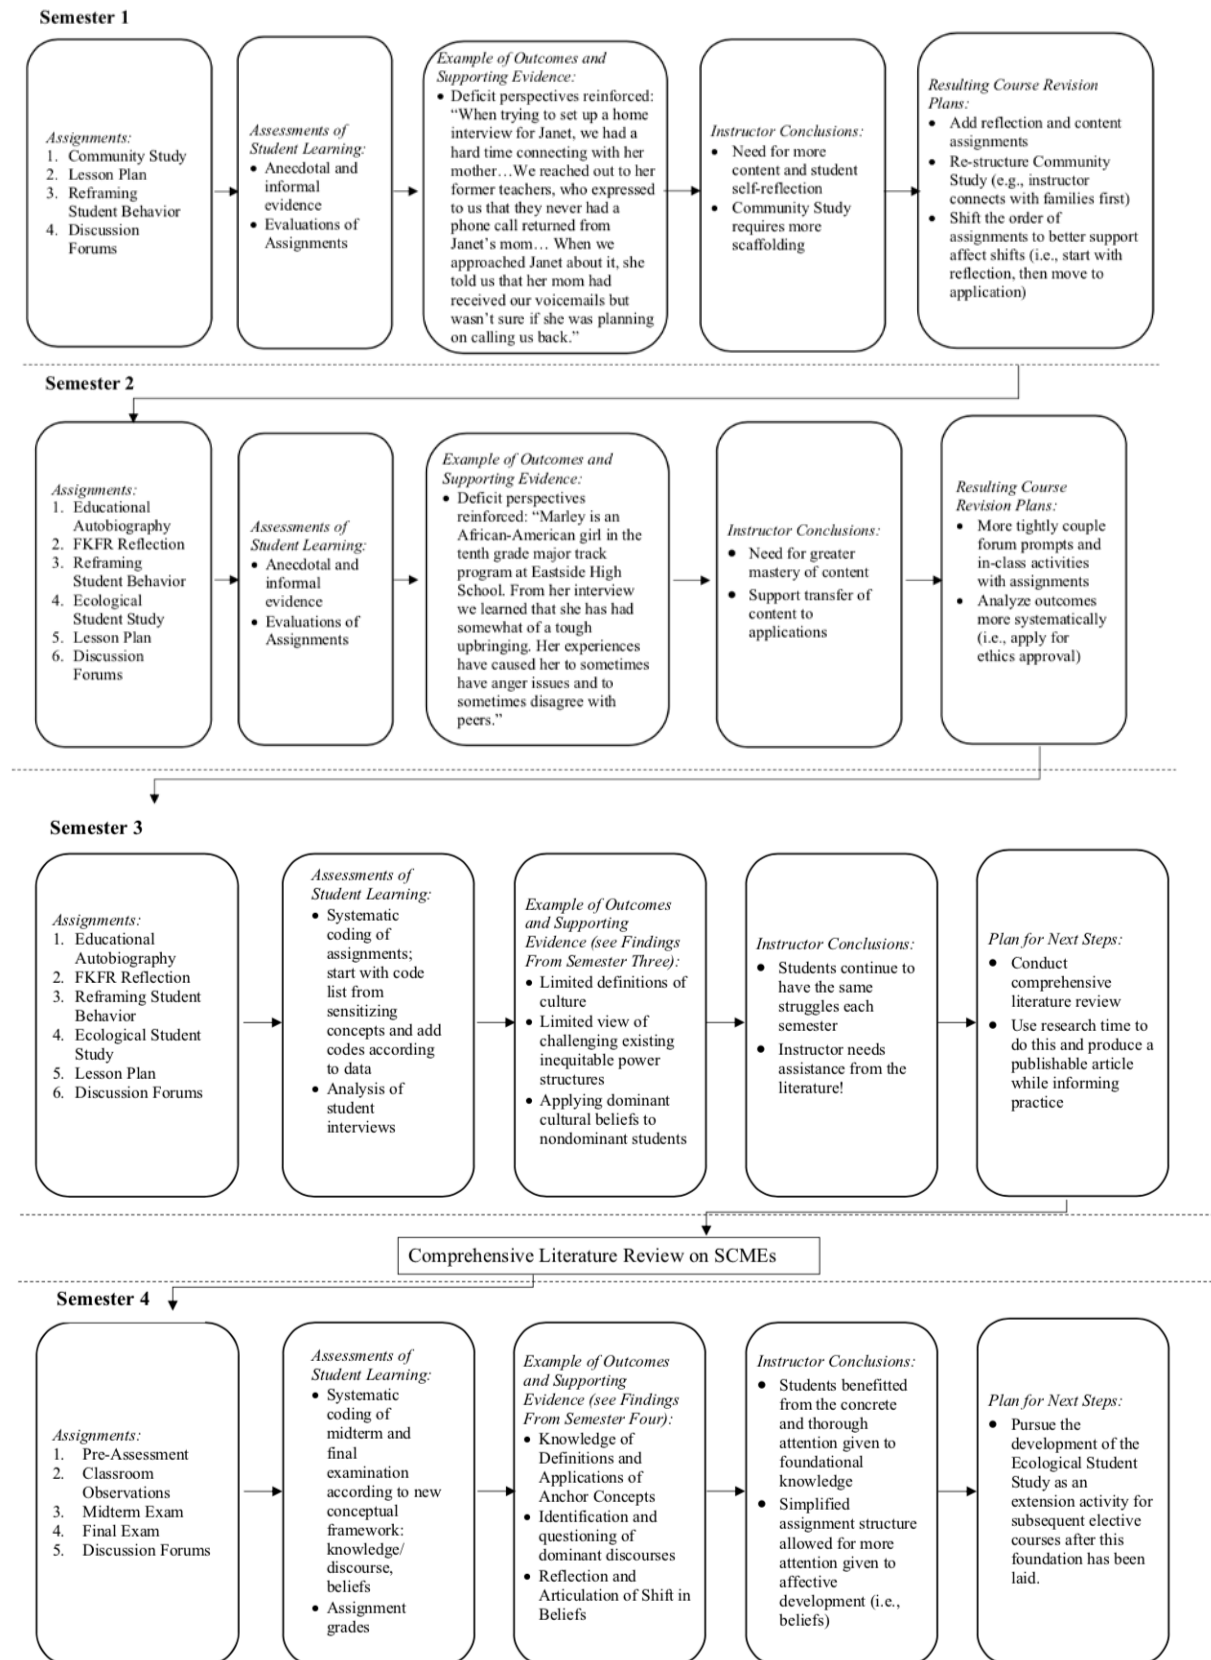 Semester 1
Assignments:
1. Community Study
2. Lesson Plan
3. Reframing
Student Behavior
4. Discussion
Forums
Assessments of
Student Learning:
• Anecdotal and
informal
evidence
• Evaluations of
Assignments
Example of Outcomes and
Supporting Evidence:
• Deficit perspectives reinforced:
“When trying to set up a home
interview for Janet, we had a
hard time connecting with her
mother…We reached out to her
former teachers, who expressed
to us that they never had a
phone call returned from
Janet’s mom… When we
approached Janet about it, she
told us that her mom had
received our voicemails but
wasn’t sure if she was planning
on calling us back.”
Instructor Conclusions:
• Need for more
content and student
self-reflection
• Community Study
requires more
scaffolding
Resulting Course Revision
Plans:
• Add reflection and content
assignments
• Re-structure Community
Study (e.g., instructor
connects with families first)
• Shift the order of
assignments to better support
affect shifts (i.e., start with
reflection, then move to
application)
Semester 2
Assignments:
1. Educational
Autobiography
2. FKFR Reflection
3. Reframing
Student Behavior
4. Ecological
Student Study
5. Lesson Plan
6. Discussion
Forums
Assessments of
Student Learning:
• Anecdotal and
informal
evidence
• Evaluations of
Assignments
Example of Outcomes and
Supporting Evidence:
• Deficit perspectives
reinforced: “Marley is an
African-American girl in the
tenth grade major track
program at Eastside High
School. From her interview
we learned that she has had
somewhat of a tough
upbringing. Her experiences
have caused her to sometimes
have anger issues and to
sometimes disagree with
peers.”
Instructor Conclusions:
• Need for greater
mastery of content
• Support transfer of
content to
applications
Resulting Course
Revision Plans:
• More tightly couple
forum prompts and
in-class activities
with assignments
• Analyze outcomes
more systematically
(i.e., apply for
ethics approval)
Semester 3
Assignments:
1. Educational
Autobiography
2. FKFR Reflection
3. Reframing Student
Behavior
4. Ecological Student
Study
5. Lesson Plan
6. Discussion Forums
Assessments of
Student Learning:
• Systematic
coding of
assignments;
start with code
list from
sensitizing
concepts and add
codes according
to data
• Analysis of
student
interviews
Example of Outcomes
and Supporting
Evidence (see Findings
From Semester Three):
• Limited definitions of
culture
• Limited view of
challenging existing
inequitable power
structures
• Applying dominant
cultural beliefs to
nondominant students
Instructor Conclusions:
• Students continue to
have the same
struggles each
semester
• Instructor needs
assistance from the
literature!
Plan for Next Steps:
• Conduct
comprehensive
literature review
• Use research time to
do this and produce a
publishable article
while informing
practice
Comprehensive Literature Review on SCMEs
Semester 4
Assignments:
1. Pre-Assessment
2. Classroom
Observations
3. Midterm Exam
4. Final Exam
5. Discussion Forums
Assessments of
Student Learning:
• Systematic
coding of
midterm and
final
examination
according to new
conceptual
framework:
knowledge/
discourse,
beliefs
• Assignment
grades
Example of Outcomes
and Supporting
Evidence (see Findings
From Semester Four):
• Knowledge of
Definitions and
Applications of
Anchor Concepts
• Identification and
questioning of
dominant discourses
• Reflection and
Articulation of Shift in
Beliefs
Instructor Conclusions:
• Students benefitted
from the concrete
and thorough
attention given to
foundational
knowledge
• Simplified
assignment structure
allowed for more
attention given to
affective
development (i.e.,
beliefs)
Plan for Next Steps:
• Pursue the
development of the
Ecological Student
Study as an
extension activity for
subsequent elective
courses after this
foundation has been
laid.